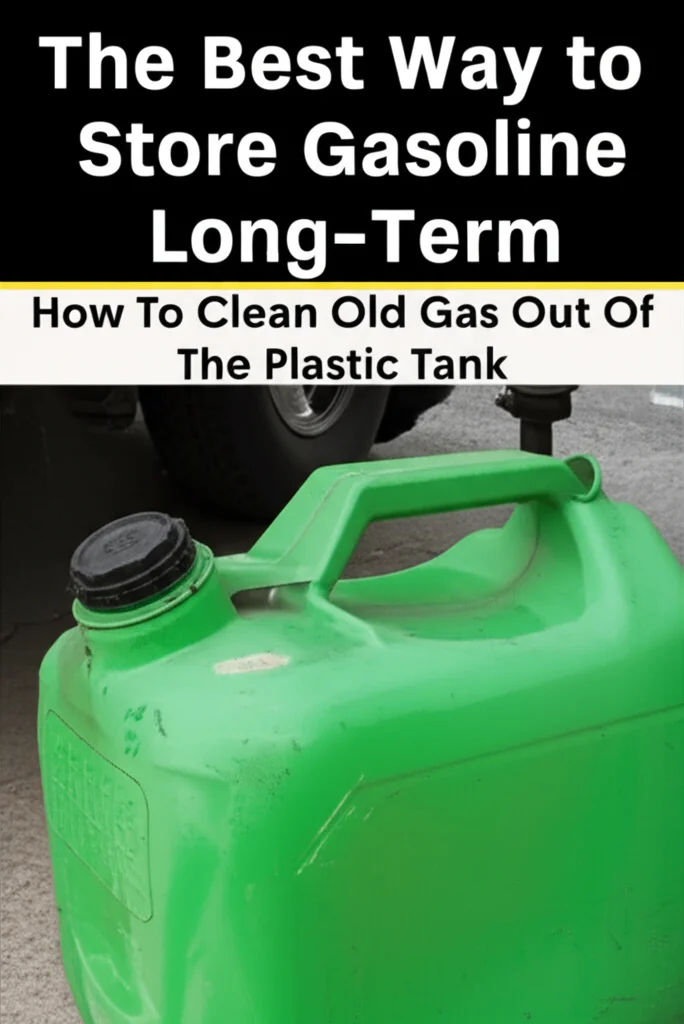 The Best Way to
Store Gasoline
Long-Term
How To Clean Old Gas Out Of
The Plastic Tank